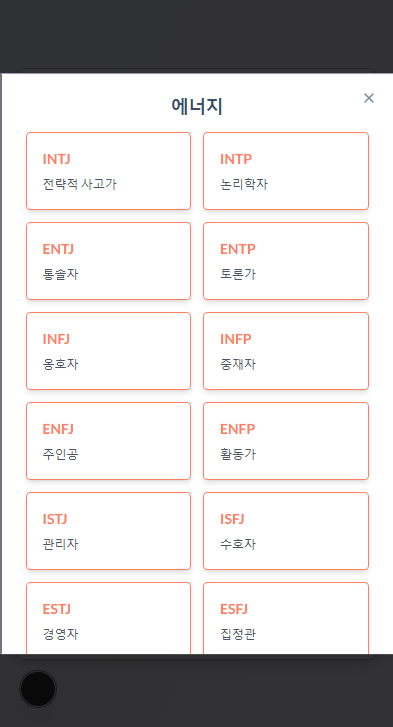 에너지
×
INTJ
전략적 사고가
INTP
논리학자
ENTJ
통솔자
ENTP
토론가
INFJ
옹호자
INFP
중재자
ENFJ
주인공
ENFP
활동가
ISTJ
관리자
ISFJ
수호자
ESTJ
경영자
ESFJ
집정관